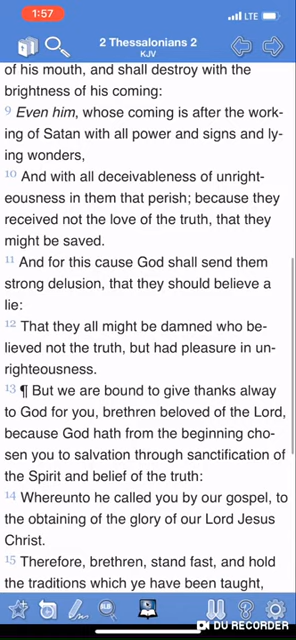 1:57
LTE
2 Thessalonians 2
KJV
of his mouth, and shall destroy with the
brightness of his coming:
9 Even him, whose coming is after the work-
ing of Satan with all power and signs and ly-
ing wonders,
10 And with all deceivableness of unright-
eousness in them that perish; because they
received not the love of the truth, that they
might be saved.
11 And for this cause God shall send them
strong delusion, that they should believe a
lie:
12 That they all might be damned who be-
lieved not the truth, but had pleasure in un-
righteousness.
13 ¶ But we are bound to give thanks alway
to God for you, brethren beloved of the Lord,
because God hath from the beginning cho-
sen you to salvation through sanctification of
the Spirit and belief of the truth:
14 Whereunto he called you by our gospel, to
the obtaining of the glory of our Lord Jesus
Christ.
15 Therefore, brethren, stand fast, and hold
the traditions which ye have been taught,
DU RECORDER